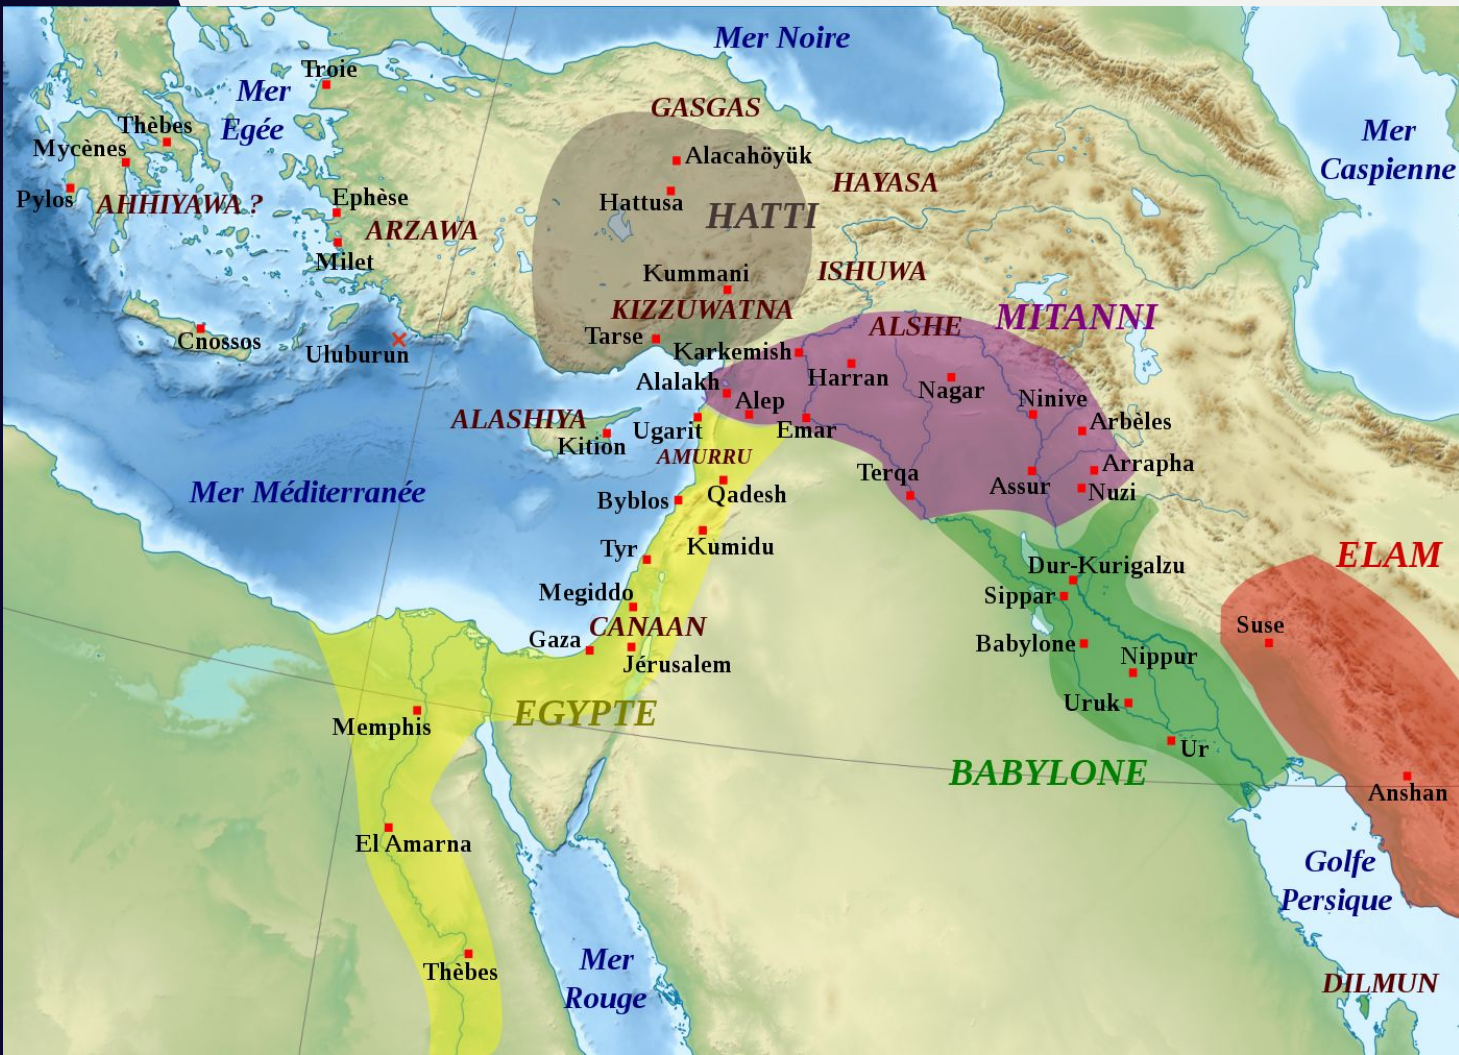 Mer Noire
Troie
Mer
Egée
GASGAS
Thèbes
Mycènes
Mer
Caspienne
Alacahöyük
Pylos
AHHIYAWA ?
Ephèse
HAYASA
Hattusa
HATTI
ARZAWA
Milet
Kummani
ISHUWA
KIZZUWATNA
MITANNI
ALSHE
Tarse
Cnossos
Uluburun
Karkemish
Harran
Alalakh
Nagar
Alep
Ninive
ALASHIYA
Ugarit
Emar
Arbèles
Kition
AMURRU
Arrapha
Terqa
Assur
Mer Méditerranée
Qadesh
Nuzi
Byblos
Tyr
Kumidu
ELAM
Dur-Kurigalzu
Megiddo
Sippar
CANAAN
Suse
Gaza
Babylone
Jérusalem
Nippur
Uruk
EGYPTE
Memphis
Ur
BABYLONE
Anshan
El Amarna
Golfe
Persique
Mer
Rouge
Thèbes
DILMUN